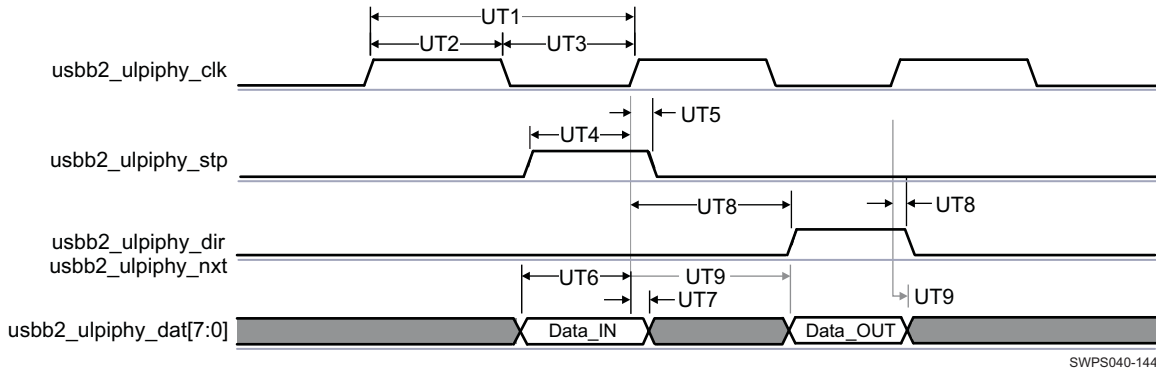 UT1
UT2
UT3
usbb2_ulpiphy_clk
UT5
UT4
usbb2_ulpiphy_stp
UT8
UT8
usbb2_ulpiphy_dir
usbb2_ulpiphy_nxt
UT6
UT9
UT7
UT9
usbb2_ulpiphy_dat[7:0]
Data_IN
Data_OUT
SWPS040-144